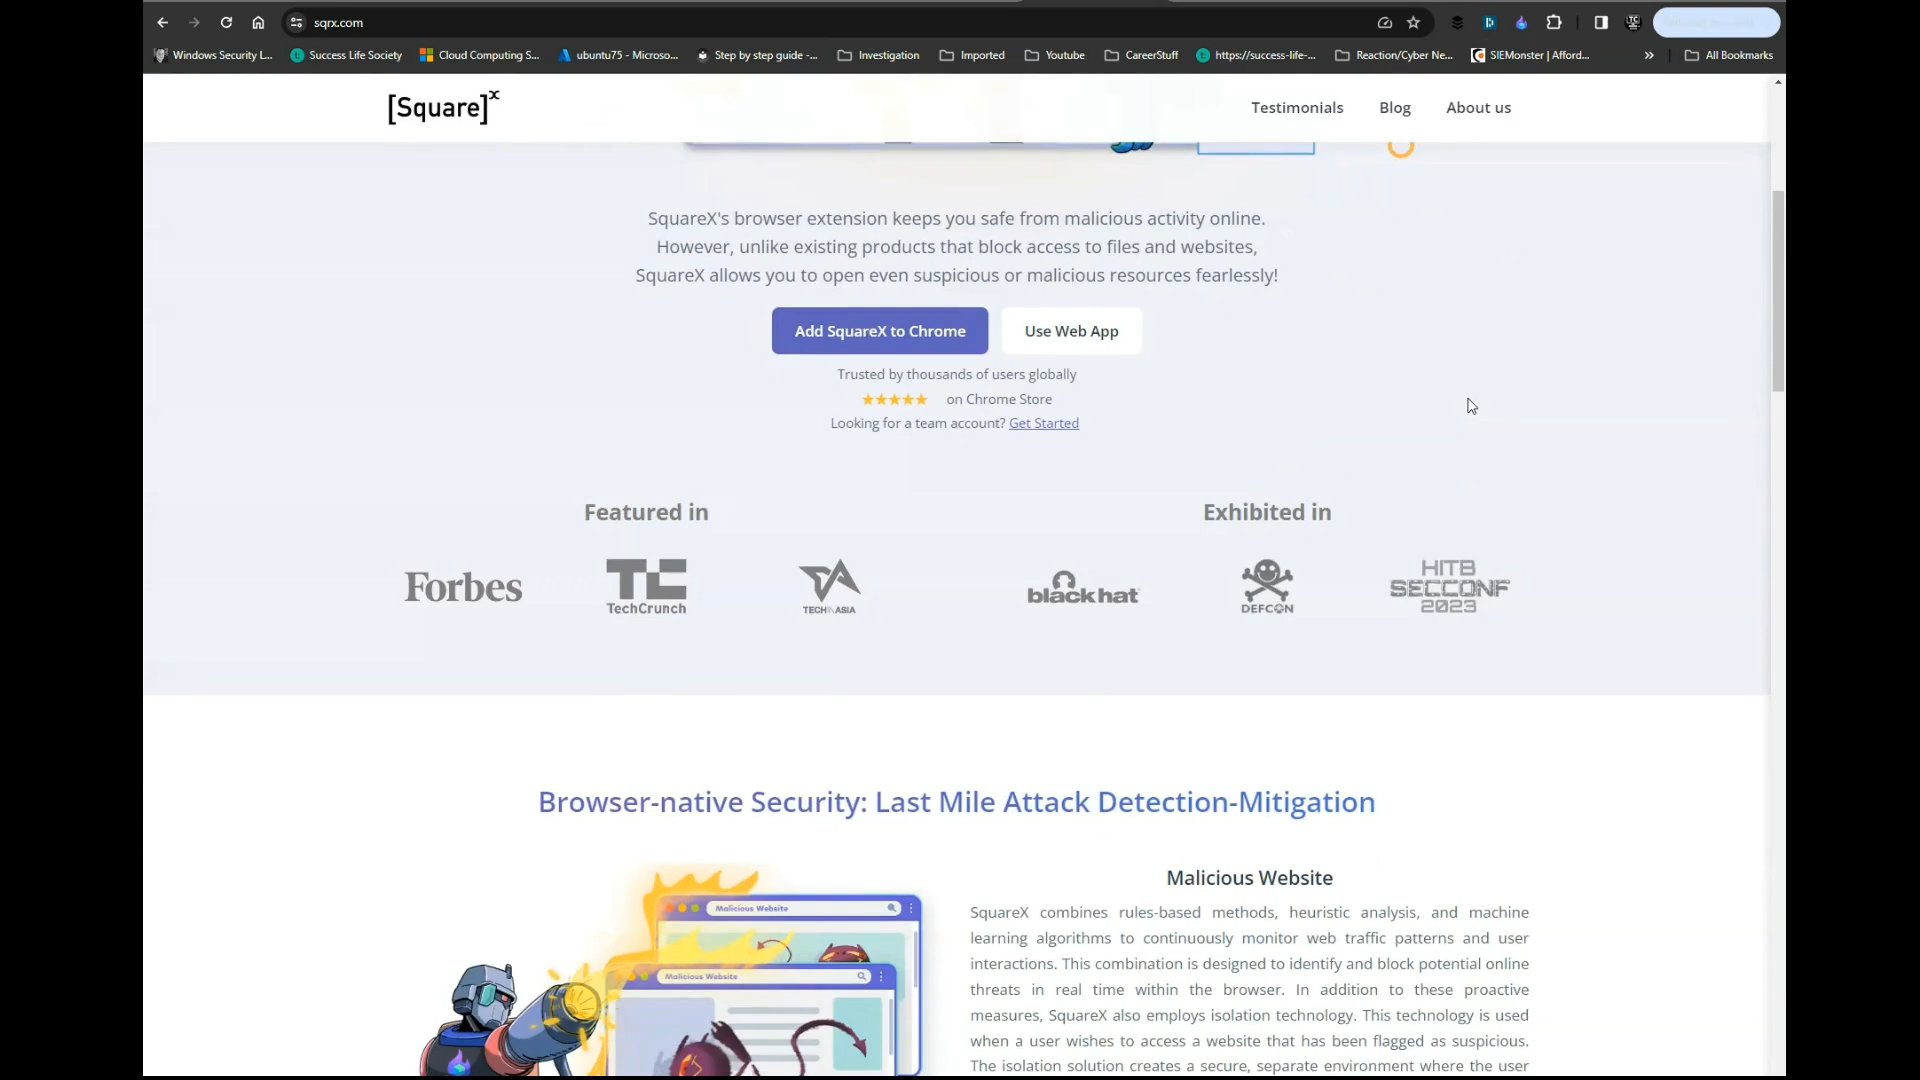 sqrx.com
Windows Security L...
Success Life Society
Cloud Computing S...
ubuntu75 - Microso...
Step by step guide -...
Investigation
Imported
Youtube
CareerStuff
https://success-life-...
Reaction/Cyber Ne...
SIEMonster | Afford...
»
All Bookmarks
[Square]x
Testimonials
Blog
About us
SquareX's browser extension keeps you safe from malicious activity online.
However, unlike existing products that block access to files and websites,
SquareX allows you to open even suspicious or malicious resources fearlessly!
Add SquareX to Chrome
Use Web App
Trusted by thousands of users globally
★★★★★ on Chrome Store
Looking for a team account? Get Started
Featured in
Exhibited in
Forbes
TC
TechCrunch
TECHINASIA
black hat
DEFCON
HITB
SECCONF
2023
Browser-native Security: Last Mile Attack Detection-Mitigation
Malicious Website
Malicious Website
Malicious Website
SquareX combines rules-based methods, heuristic analysis, and machine
learning algorithms to continuously monitor web traffic patterns and user
interactions. This combination is designed to identify and block potential online
threats in real time within the browser. In addition to these proactive
measures, SquareX also employs isolation technology. This technology is used
when a user wishes to access a website that has been flagged as suspicious.
The isolation solution creates a secure, separate environment where the user